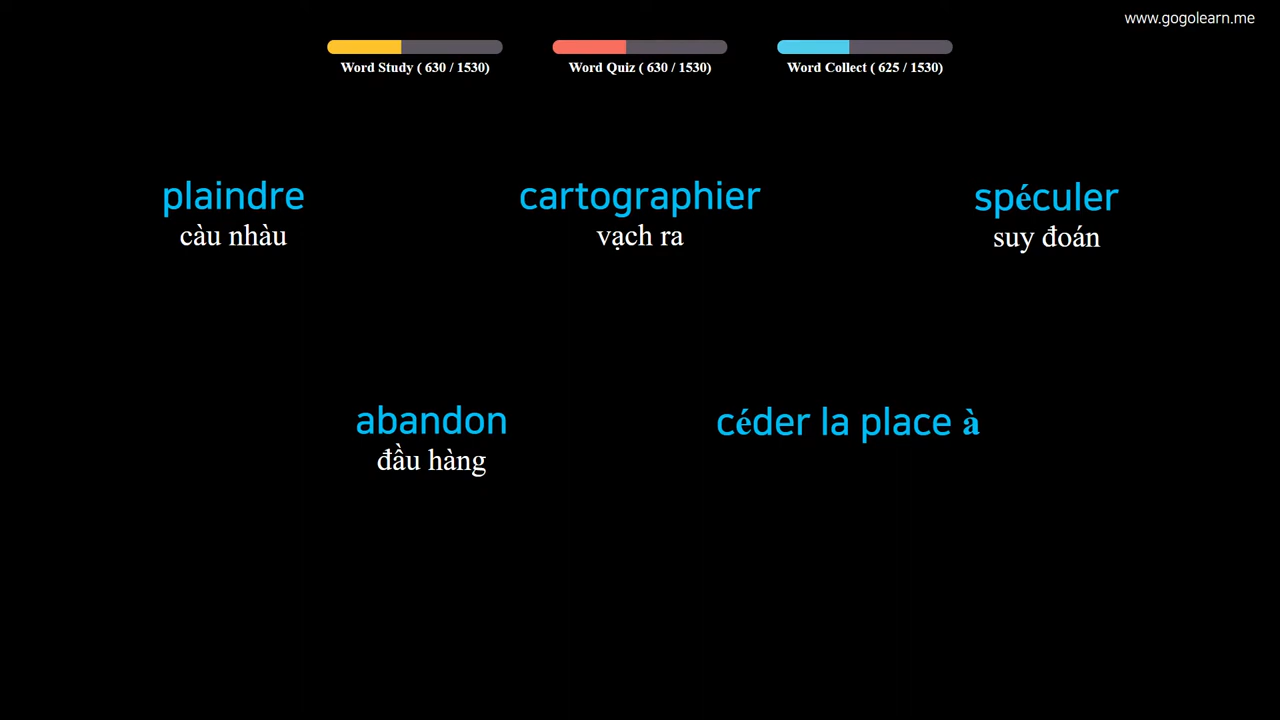 www.gogolearn.me
Word Study ( 630 / 1530)
Word Quiz ( 630 / 1530)
Word Collect ( 625 / 1530)
plaindre
càu nhàu
cartographier
vạch ra
spéculer
suy đoán
abandon
đầu hàng
céder la place à